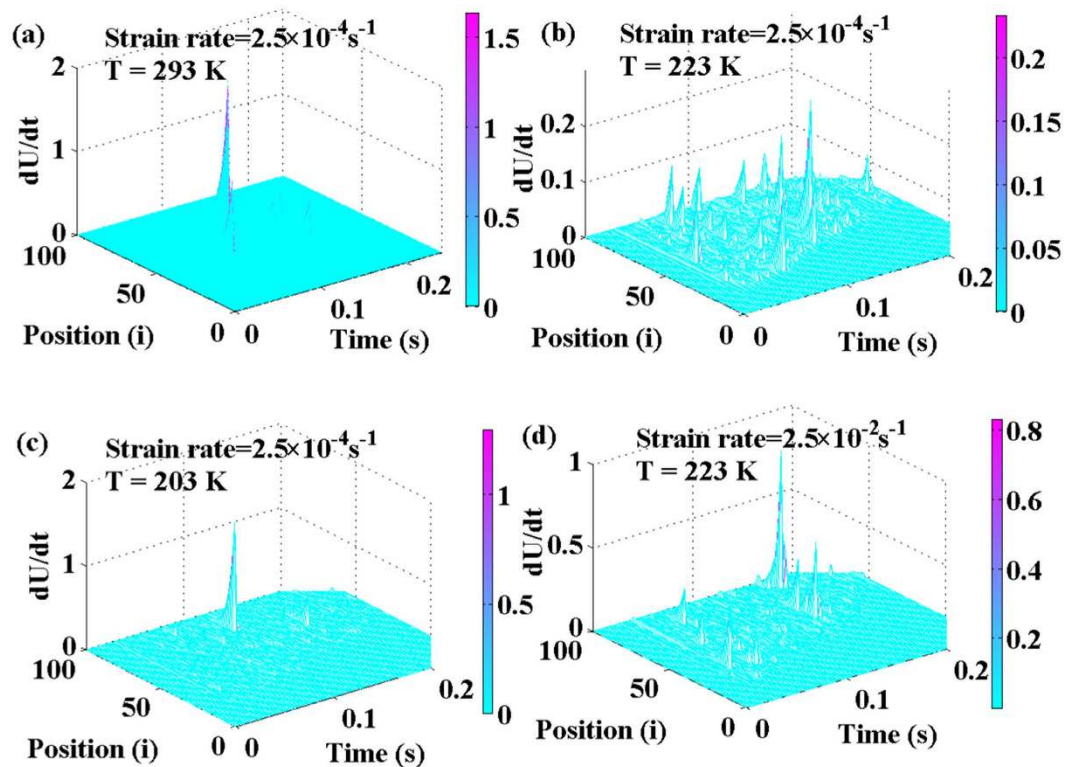 (a)
Strain rate=2.5×10⁻⁴s⁻¹
T = 293 K
2
1
0
dU/dt
100
50
0
Position (i)
0
0.1
0.2
Time (s)
1.5
1
0.5
0
(b)
Strain rate=2.5×10⁻⁴s⁻¹
T = 223 K
0.2
0.1
0
dU/dt
100
50
0
Position (i)
0
0.1
0.2
Time (s)
0.2
0.15
0.1
0.05
0
(c)
Strain rate=2.5×10⁻⁴s⁻¹
T = 203 K
2
1
0
dU/dt
100
50
0
Position (i)
0
0.1
0.2
Time (s)
1
0.5
0
(d)
Strain rate=2.5×10⁻²s⁻¹
T = 223 K
1
0.5
0
dU/dt
100
50
0
Position (i)
0
0.1
0.2
Time (s)
0.8
0.6
0.4
0.2